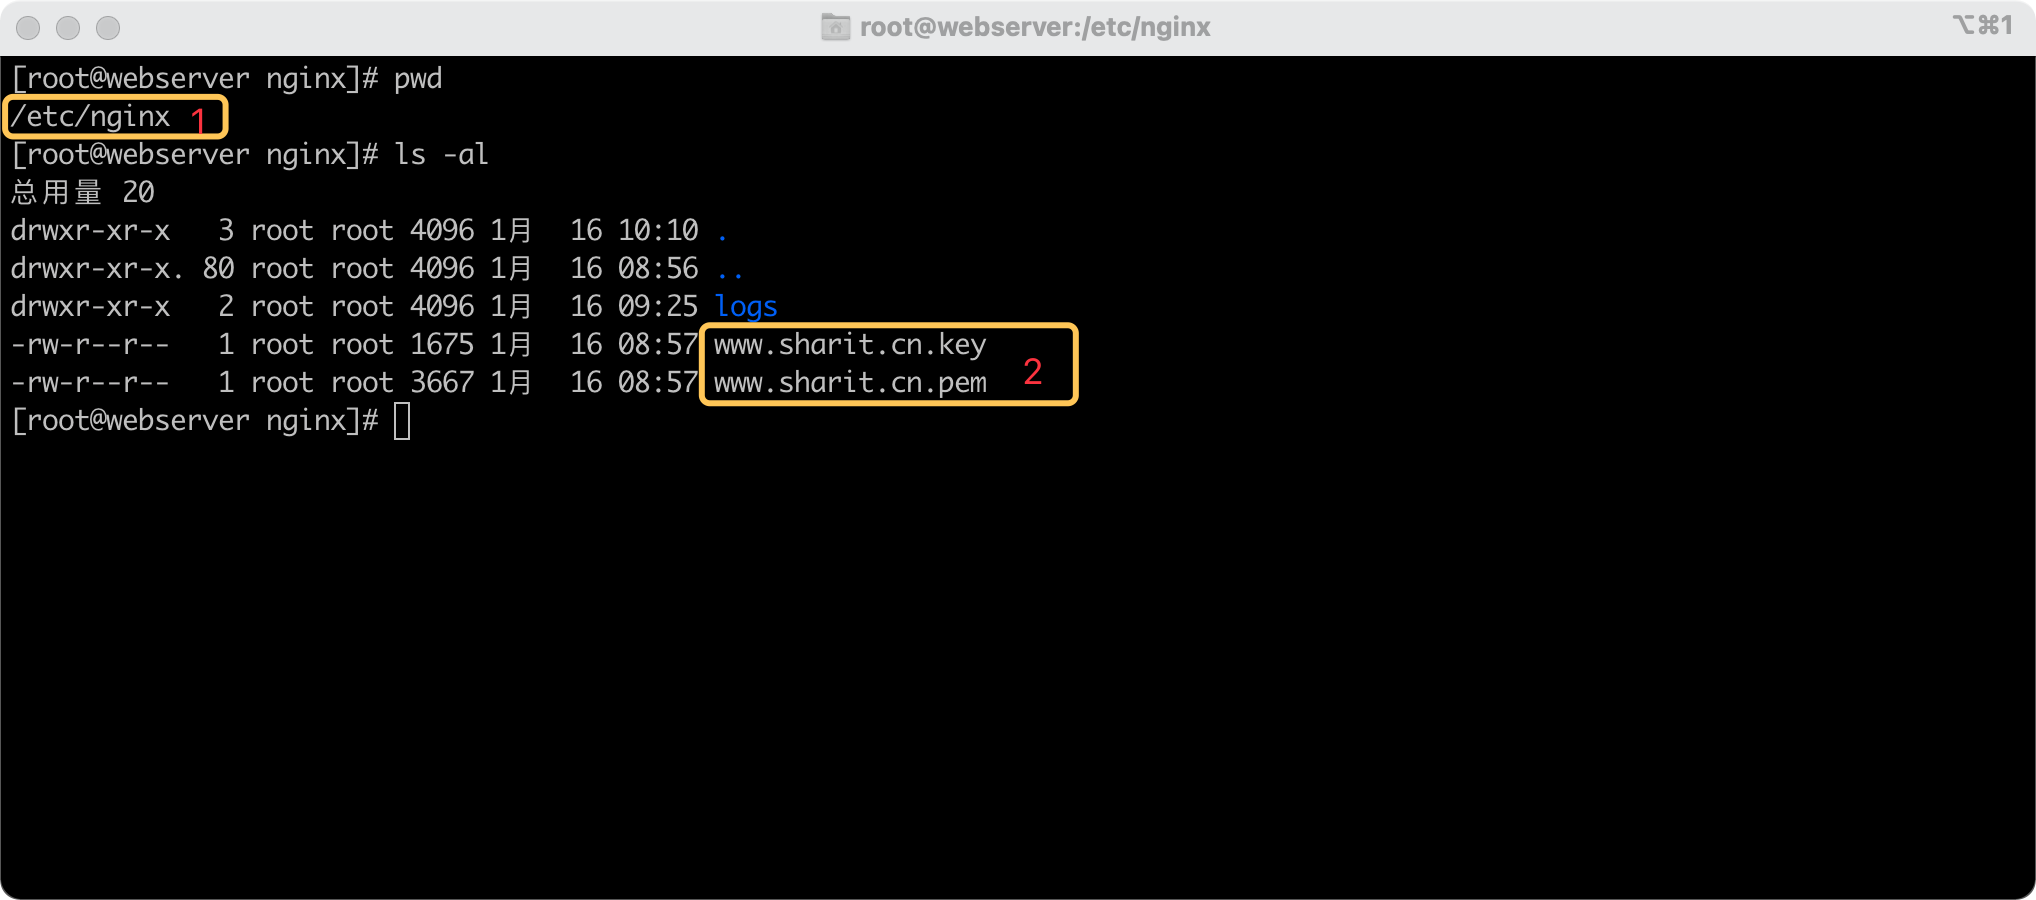 root@webserver:/etc/nginx
⌥⌘1
[root@webserver nginx]# pwd
/etc/nginx 1
[root@webserver nginx]# ls -al
总用量 20
drwxr-xr-x   3 root root 4096 1月  16 10:10 .
drwxr-xr-x. 80 root root 4096 1月  16 08:56 ..
drwxr-xr-x   2 root root 4096 1月  16 09:25 logs
-rw-r--r--   1 root root 1675 1月  16 08:57 www.sharit.cn.key
2
-rw-r--r--   1 root root 3667 1月  16 08:57 www.sharit.cn.pem
[root@webserver nginx]#